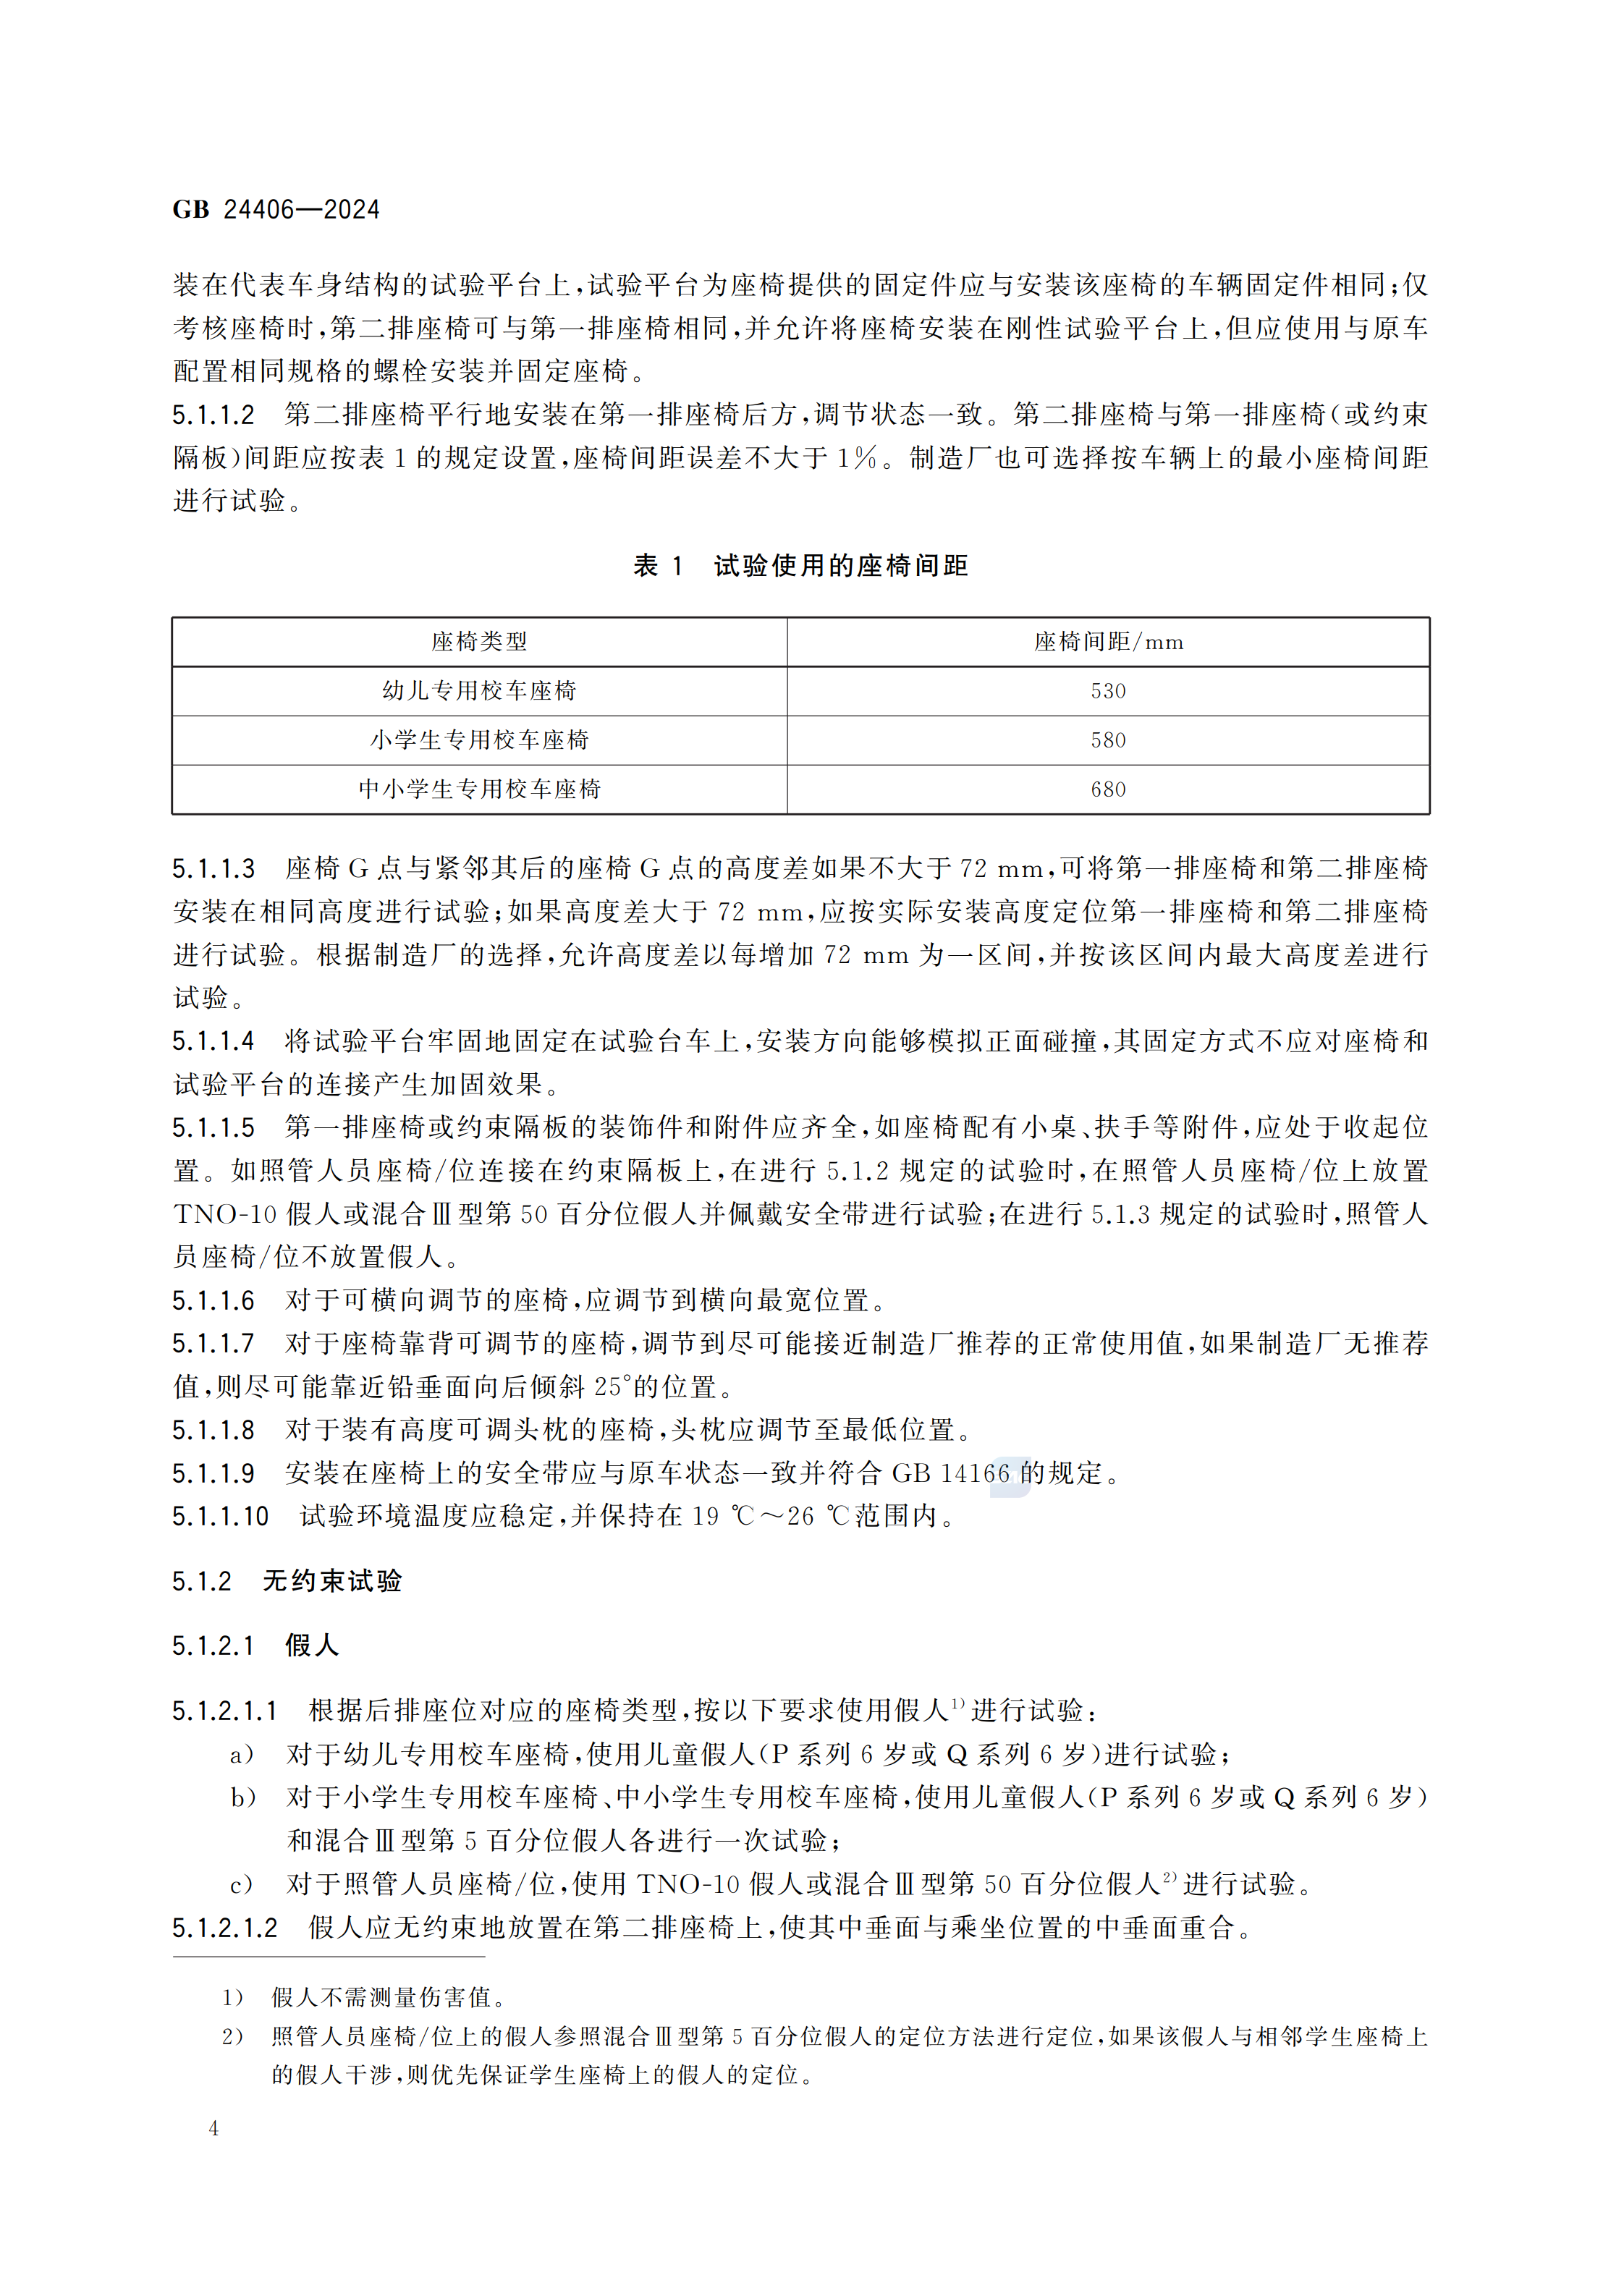 GB 24406—2024
装在代表车身结构的试验平台上,试验平台为座椅提供的固定件应与安装该座椅的车辆固定件相同;仅
考核座椅时,第二排座椅可与第一排座椅相同,并允许将座椅安装在刚性试验平台上,但应使用与原车
配置相同规格的螺栓安装并固定座椅。
5.1.1.2 第二排座椅平行地安装在第一排座椅后方,调节状态一致。第二排座椅与第一排座椅(或约束
隔板)间距应按表 1 的规定设置,座椅间距误差不大于 1%。制造厂也可选择按车辆上的最小座椅间距
进行试验。
表 1 试验使用的座椅间距
座椅类型 座椅间距/mm
幼儿专用校车座椅 530
小学生专用校车座椅 580
中小学生专用校车座椅 680
5.1.1.3 座椅 G 点与紧邻其后的座椅 G 点的高度差如果不大于 72 mm,可将第一排座椅和第二排座椅
安装在相同高度进行试验;如果高度差大于 72 mm,应按实际安装高度定位第一排座椅和第二排座椅
进行试验。根据制造厂的选择,允许高度差以每增加 72 mm 为一区间,并按该区间内最大高度差进行
试验。
5.1.1.4 将试验平台牢固地固定在试验台车上,安装方向能够模拟正面碰撞,其固定方式不应对座椅和
试验平台的连接产生加固效果。
5.1.1.5 第一排座椅或约束隔板的装饰件和附件应齐全,如座椅配有小桌、扶手等附件,应处于收起位
置。如照管人员座椅/位连接在约束隔板上,在进行 5.1.2 规定的试验时,在照管人员座椅/位上放置
TNO-10 假人或混合Ⅲ型第 50 百分位假人并佩戴安全带进行试验;在进行 5.1.3 规定的试验时,照管人
员座椅/位不放置假人。
5.1.1.6 对于可横向调节的座椅,应调节到横向最宽位置。
5.1.1.7 对于座椅靠背可调节的座椅,调节到尽可能接近制造厂推荐的正常使用值,如果制造厂无推荐
值,则尽可能靠近铅垂面向后倾斜 25°的位置。
5.1.1.8 对于装有高度可调头枕的座椅,头枕应调节至最低位置。
5.1.1.9 安装在座椅上的安全带应与原车状态一致并符合 GB 14166 的规定。
5.1.1.10 试验环境温度应稳定,并保持在 19 ℃～26 ℃范围内。
5.1.2 无约束试验
5.1.2.1 假人
5.1.2.1.1 根据后排座位对应的座椅类型,按以下要求使用假人1)进行试验:
a) 对于幼儿专用校车座椅,使用儿童假人(P 系列 6 岁或 Q 系列 6 岁)进行试验;
b) 对于小学生专用校车座椅、中小学生专用校车座椅,使用儿童假人(P 系列 6 岁或 Q 系列 6 岁)
和混合Ⅲ型第 5 百分位假人各进行一次试验;
c) 对于照管人员座椅/位,使用 TNO-10 假人或混合Ⅲ型第 50 百分位假人2)进行试验。
5.1.2.1.2 假人应无约束地放置在第二排座椅上,使其中垂面与乘坐位置的中垂面重合。
1) 假人不需测量伤害值。
2) 照管人员座椅/位上的假人参照混合Ⅲ型第 5 百分位假人的定位方法进行定位,如果该假人与相邻学生座椅上
的假人干涉,则优先保证学生座椅上的假人的定位。
4